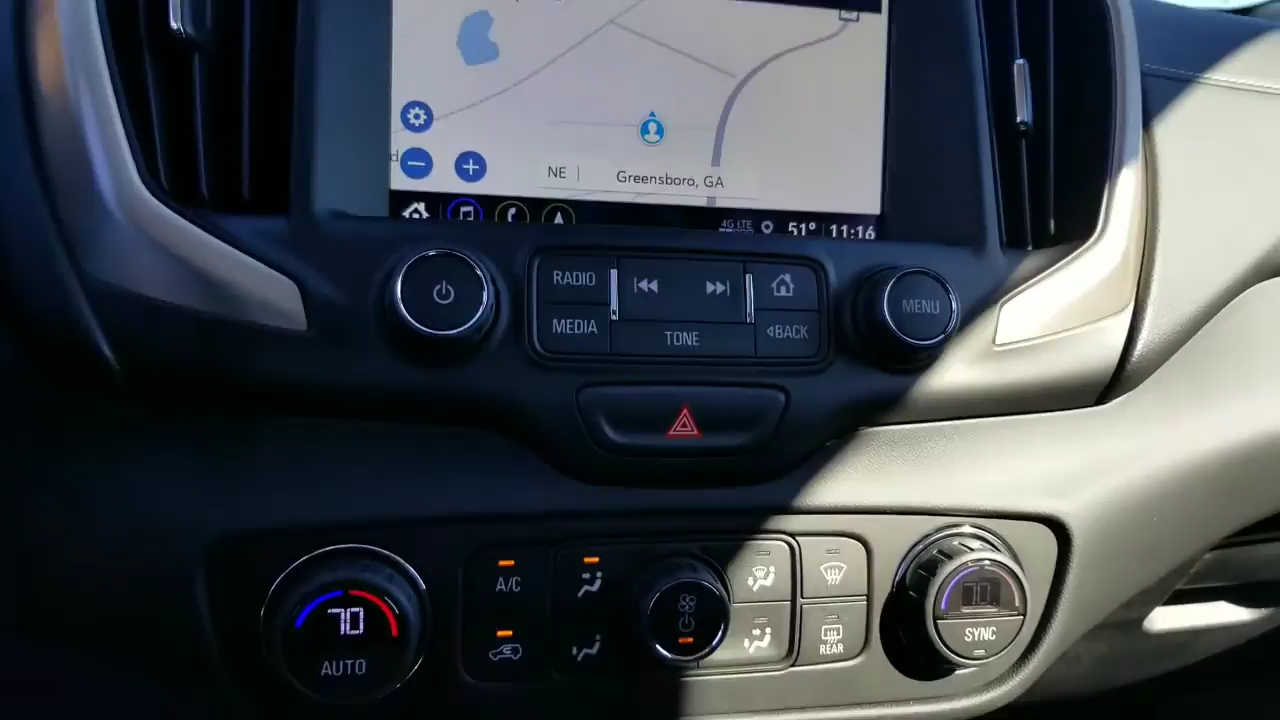 NE
Greensboro, GA
4G LTE
51° 11:16
RADIO
MEDIA
TONE
BACK
MENU
A/C
70
AUTO
REAR
70
SYNC